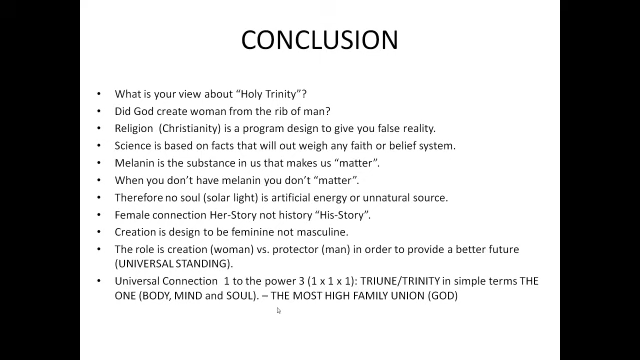 CONCLUSION
• What is your view about “Holy Trinity”?
• Did God create woman from the rib of man?
• Religion (Christianity) is a program design to give you false reality.
• Science is based on facts that will out weigh any faith or belief system.
• Melanin is the substance in us that makes us “matter”.
• When you don’t have melanin you don’t “matter”.
• Therefore no soul (solar light) is artificial energy or unnatural source.
• Female connection Her-Story not history “His-Story”.
• Creation is design to be feminine not masculine.
• The role is creation (woman) vs. protector (man) in order to provide a better future
(UNIVERSAL STANDING).
• Universal Connection 1 to the power 3 (1 x 1 x 1): TRIUNE/TRINITY in simple terms THE
ONE (BODY, MIND and SOUL). – THE MOST HIGH FAMILY UNION (GOD)